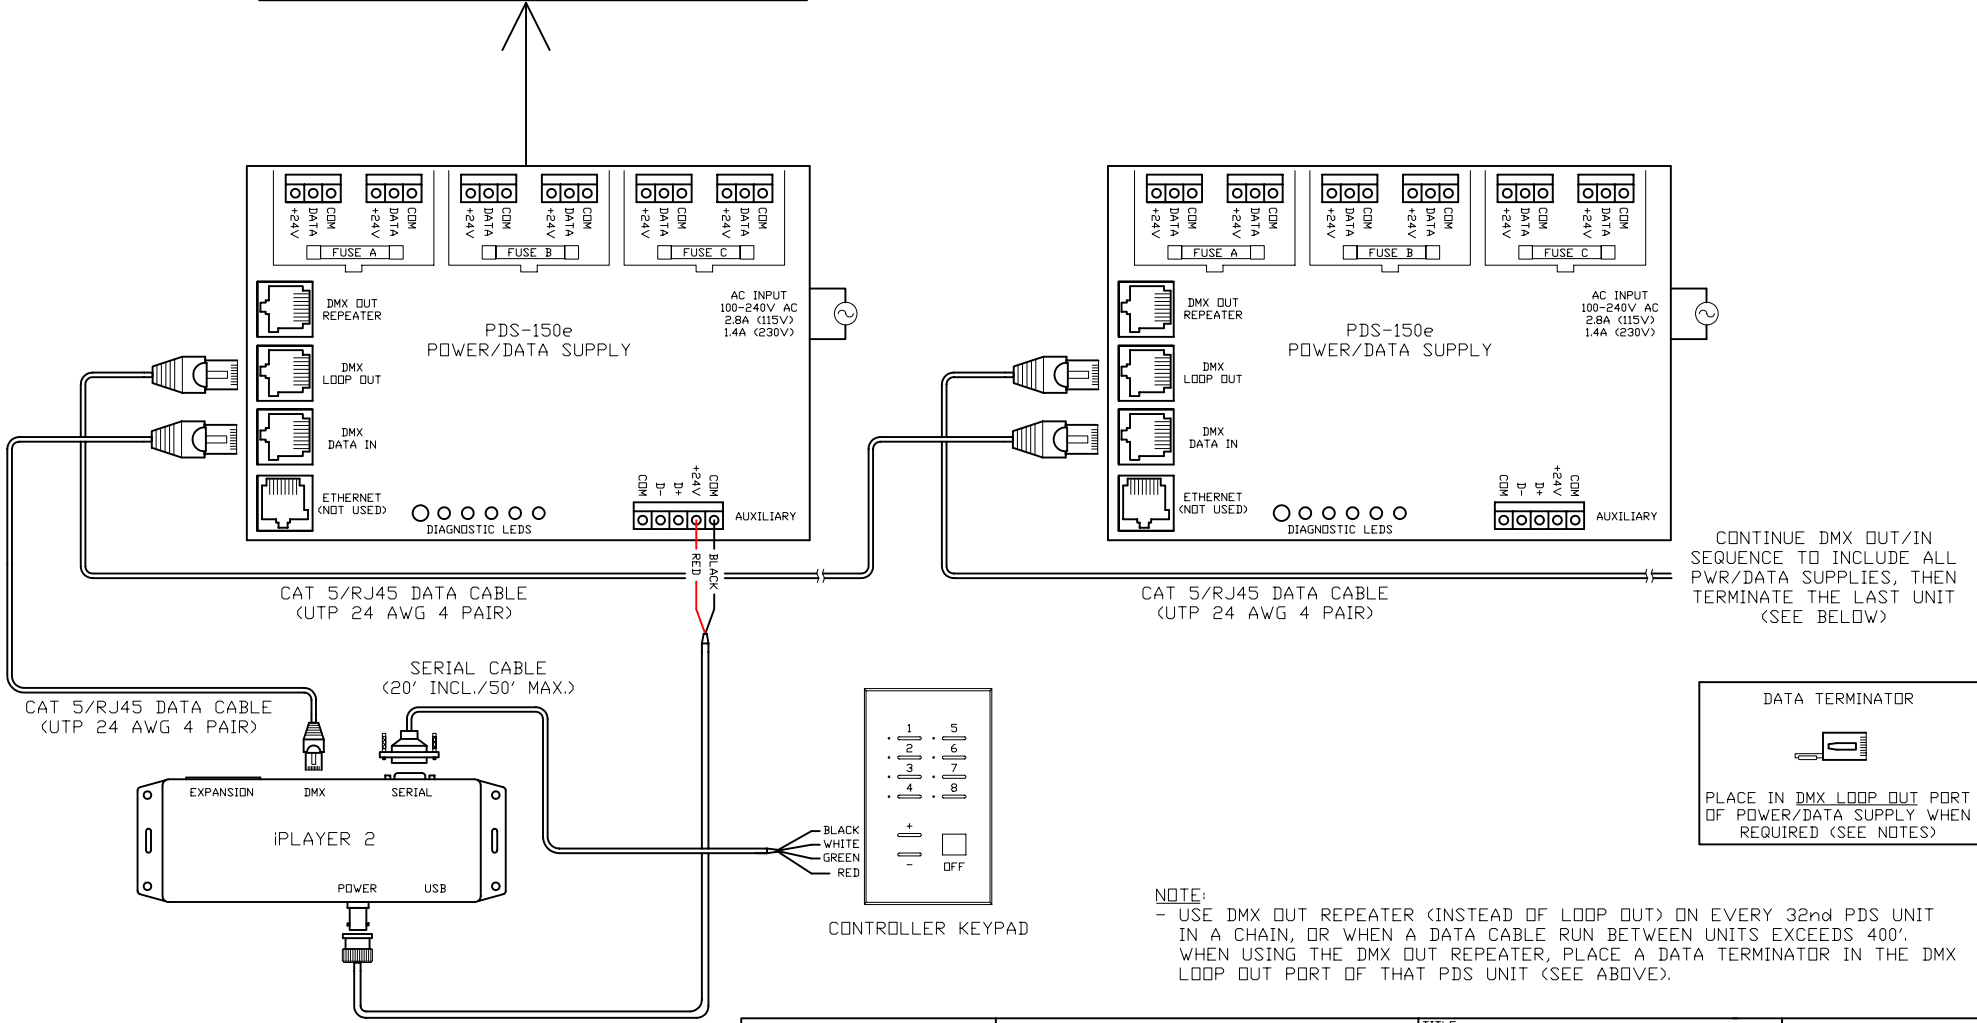 +24V DATA COM +24V DATA COM
FUSE A
+24V DATA COM +24V DATA COM
FUSE B
+24V DATA COM +24V DATA COM
FUSE C
DMX OUT
REPEATER
DMX
LOOP OUT
DMX
DATA IN
ETHERNET
(NOT USED)
PDS-150e
POWER/DATA SUPPLY
AC INPUT
100-240V AC
2.8A (115V)
1.4A (230V)
DIAGNOSTIC LEDS
COM D- D+ +24V COM
AUXILIARY
RED
BLACK
+24V DATA COM +24V DATA COM
FUSE A
+24V DATA COM +24V DATA COM
FUSE B
+24V DATA COM +24V DATA COM
FUSE C
DMX OUT
REPEATER
DMX
LOOP OUT
DMX
DATA IN
ETHERNET
(NOT USED)
PDS-150e
POWER/DATA SUPPLY
AC INPUT
100-240V AC
2.8A (115V)
1.4A (230V)
DIAGNOSTIC LEDS
COM D- D+ +24V COM
AUXILIARY
CAT 5/RJ45 DATA CABLE
(UTP 24 AWG 4 PAIR)
CAT 5/RJ45 DATA CABLE
(UTP 24 AWG 4 PAIR)
CONTINUE DMX OUT/IN
SEQUENCE TO INCLUDE ALL
PWR/DATA SUPPLIES, THEN
TERMINATE THE LAST UNIT
(SEE BELOW)
CAT 5/RJ45 DATA CABLE
(UTP 24 AWG 4 PAIR)
SERIAL CABLE
(20' INCL./50' MAX.)
EXPANSION
DMX
SERIAL
iPLAYER 2
POWER
USB
BLACK
WHITE
GREEN
RED
1 5
2 6
3 7
4 8
+
-
OFF
CONTROLLER KEYPAD
DATA TERMINATOR
PLACE IN DMX LOOP OUT PORT
OF POWER/DATA SUPPLY WHEN
REQUIRED (SEE NOTES)
NOTE:
- USE DMX OUT REPEATER (INSTEAD OF LOOP OUT) ON EVERY 32nd PDS UNIT
IN A CHAIN, OR WHEN A DATA CABLE RUN BETWEEN UNITS EXCEEDS 400'.
WHEN USING THE DMX OUT REPEATER, PLACE A DATA TERMINATOR IN THE DMX
LOOP OUT PORT OF THAT PDS UNIT (SEE ABOVE).